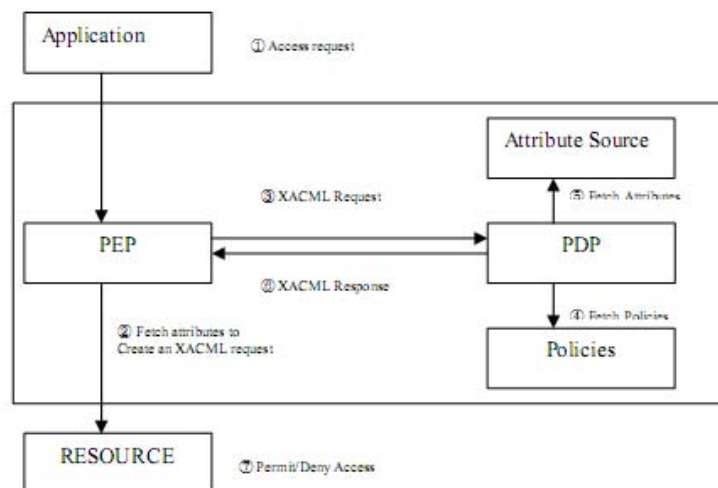 Application
① Access request
Attribute Source
③ XACML Request
⑤ Fetch Attributes
PEP
PDP
⑥ XACML Response
④ Fetch Policies
② Fetch attributes to
Create an XACML request
Policies
RESOURCE
⑦ Permit/Deny Access